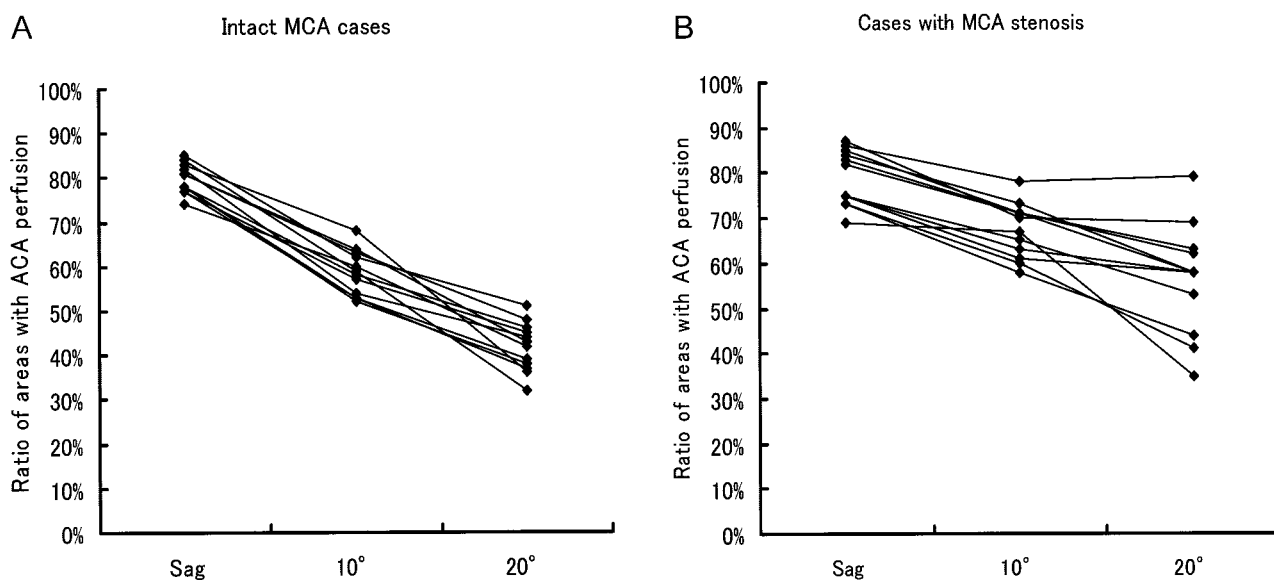 A
Intact MCA cases
Ratio of areas with ACA perfusion
100%
90%
80%
70%
60%
50%
40%
30%
20%
10%
0%
Sag 10° 20°
B
Cases with MCA stenosis
Ratio of areas with ACA perfusion
100%
90%
80%
70%
60%
50%
40%
30%
20%
10%
0%
Sag 10° 20°